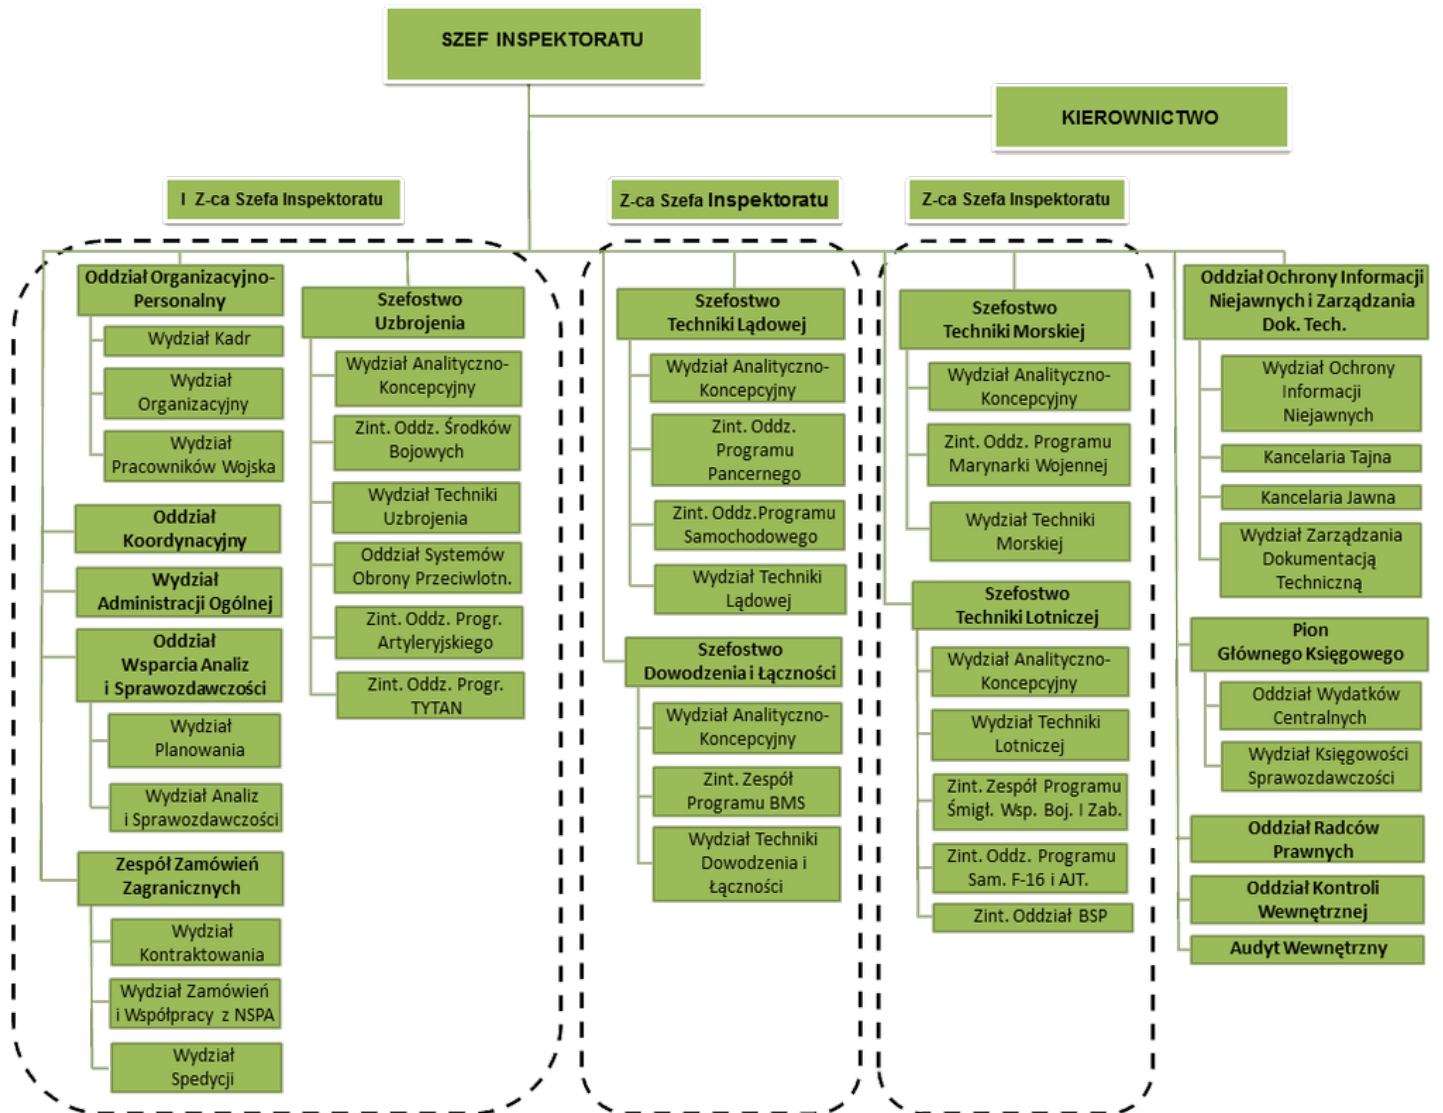 SZEF INSPEKTORATU
KIEROWNICTWO
I Z-ca Szefa Inspektoratu
Z-ca Szefa Inspektoratu
Z-ca Szefa Inspektoratu
Oddział Organizacyjno-
Personalny
Wydział Kadr
Wydział
Organizacyjny
Wydział
Pracowników Wojska
Oddział
Koordynacyjny
Wydział
Administracji Ogólnej
Oddział
Wsparcia Analiz
i Sprawozdawczości
Wydział
Planowania
Wydział Analiz
i Sprawozdawczości
Zespół Zamówień
Zagranicznych
Wydział
Kontraktowania
Wydział Zamówień
i Współpracy z NSPA
Wydział
Spedycji
Szefostwo
Uzbrojenia
Wydział Analityczno-
Koncepcyjny
Zint. Oddz. Środków
Bojowych
Wydział Techniki
Uzbrojenia
Oddział Systemów
Obrony Przeciwlotn.
Zint. Oddz. Progr.
Artyleryjskiego
Zint. Oddz. Progr.
TYTAN
Szefostwo
Techniki Lądowej
Wydział Analityczno-
Koncepcyjny
Zint. Oddz.
Programu
Pancernego
Zint. Oddz.Programu
Samochodowego
Wydział Techniki
Lądowej
Szefostwo
Dowodzenia i Łączności
Wydział Analityczno-
Koncepcyjny
Zint. Zespół
Programu BMS
Wydział Techniki
Dowodzenia i
Łączności
Szefostwo
Techniki Morskiej
Wydział Analityczno-
Koncepcyjny
Zint. Oddz. Programu
Marynarki Wojennej
Wydział Techniki
Morskiej
Szefostwo
Techniki Lotniczej
Wydział Analityczno-
Koncepcyjny
Wydział Techniki
Lotniczej
Zint. Zespół Programu
Śmigł. Wsp. Boj. I Zab.
Zint. Oddz. Programu
Sam. F-16 i AJT.
Zint. Oddział BSP
Oddział Ochrony Informacji
Niejawnych i Zarządzania
Dok. Tech.
Wydział Ochrony
Informacji
Niejawnych
Kancelaria Tajna
Kancelaria Jawna
Wydział Zarządzania
Dokumentacją
Techniczną
Pion
Głównego Księgowego
Oddział Wydatków
Centralnych
Wydział Księgowości
Sprawozdawczości
Oddział Radców
Prawnych
Oddział Kontroli
Wewnętrznej
Audyt Wewnętrzny